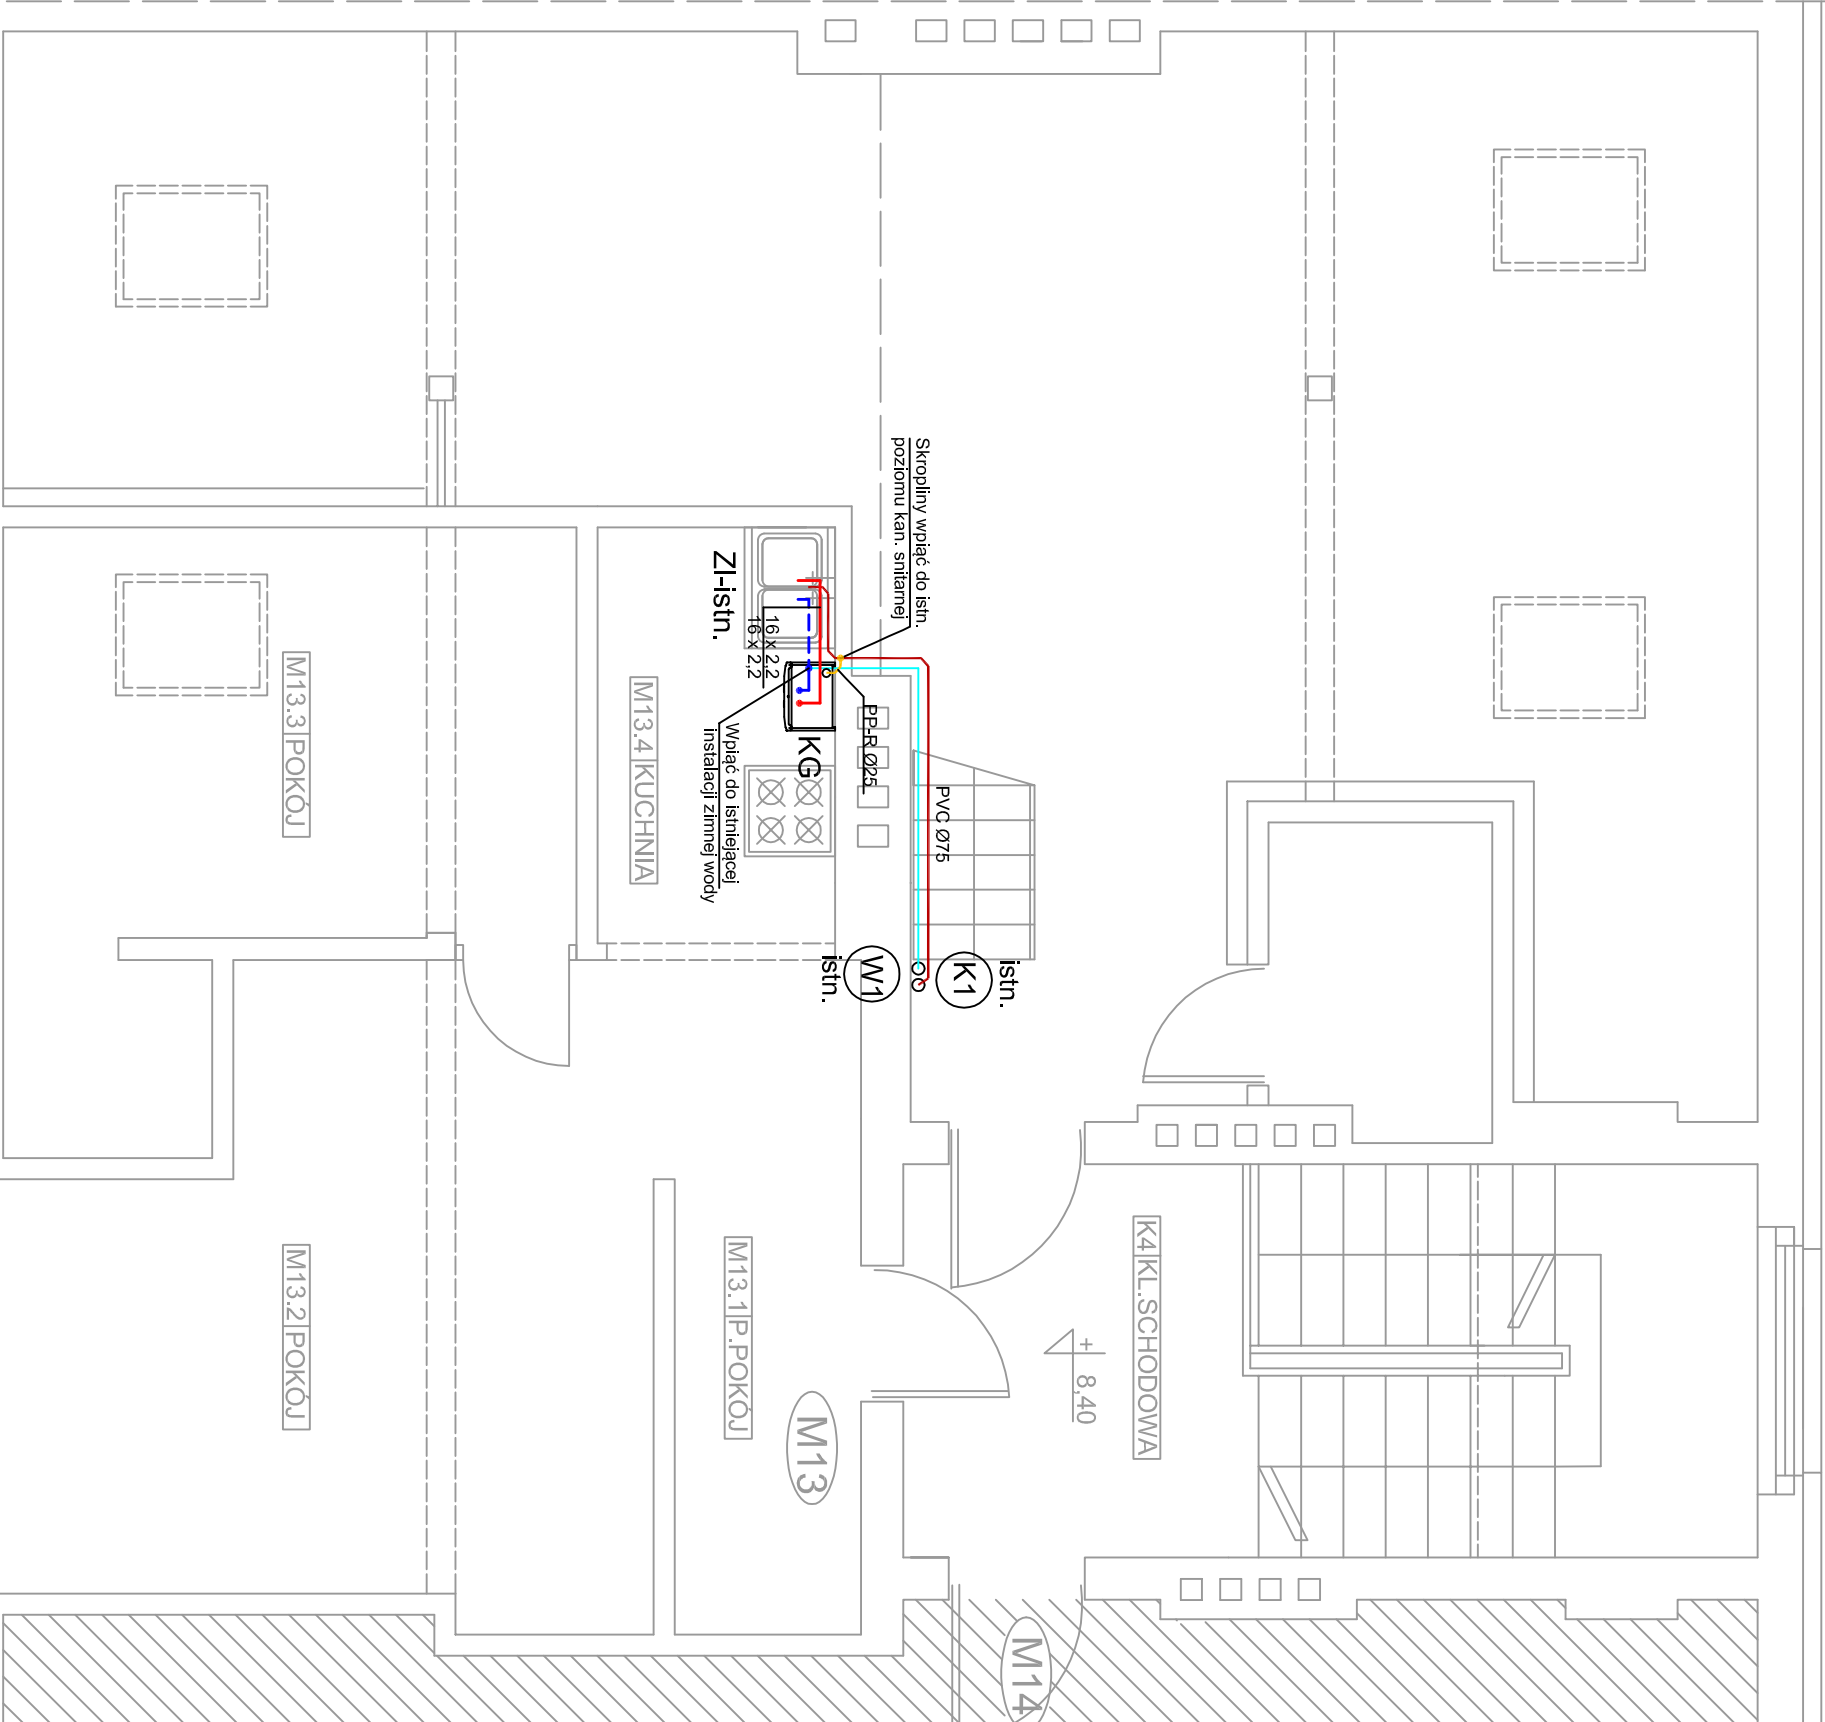 Skropliny wpiąć do istn.
poziomu kan. snitarnej
ZI-istn.
16 x 2,2
16 x 2,2
KG
PP-R Ø25
PVC Ø75
Wpiąć do istniejącej
instalacji zimnej wody
M13.3 POKÓJ
M13.4 KUCHNIA
istn.
K1
W1
istn.
K4 KL.SCHODOWA
+ 8,40
M13.1 P.POKÓJ
M13.2 POKÓJ
M13
M14